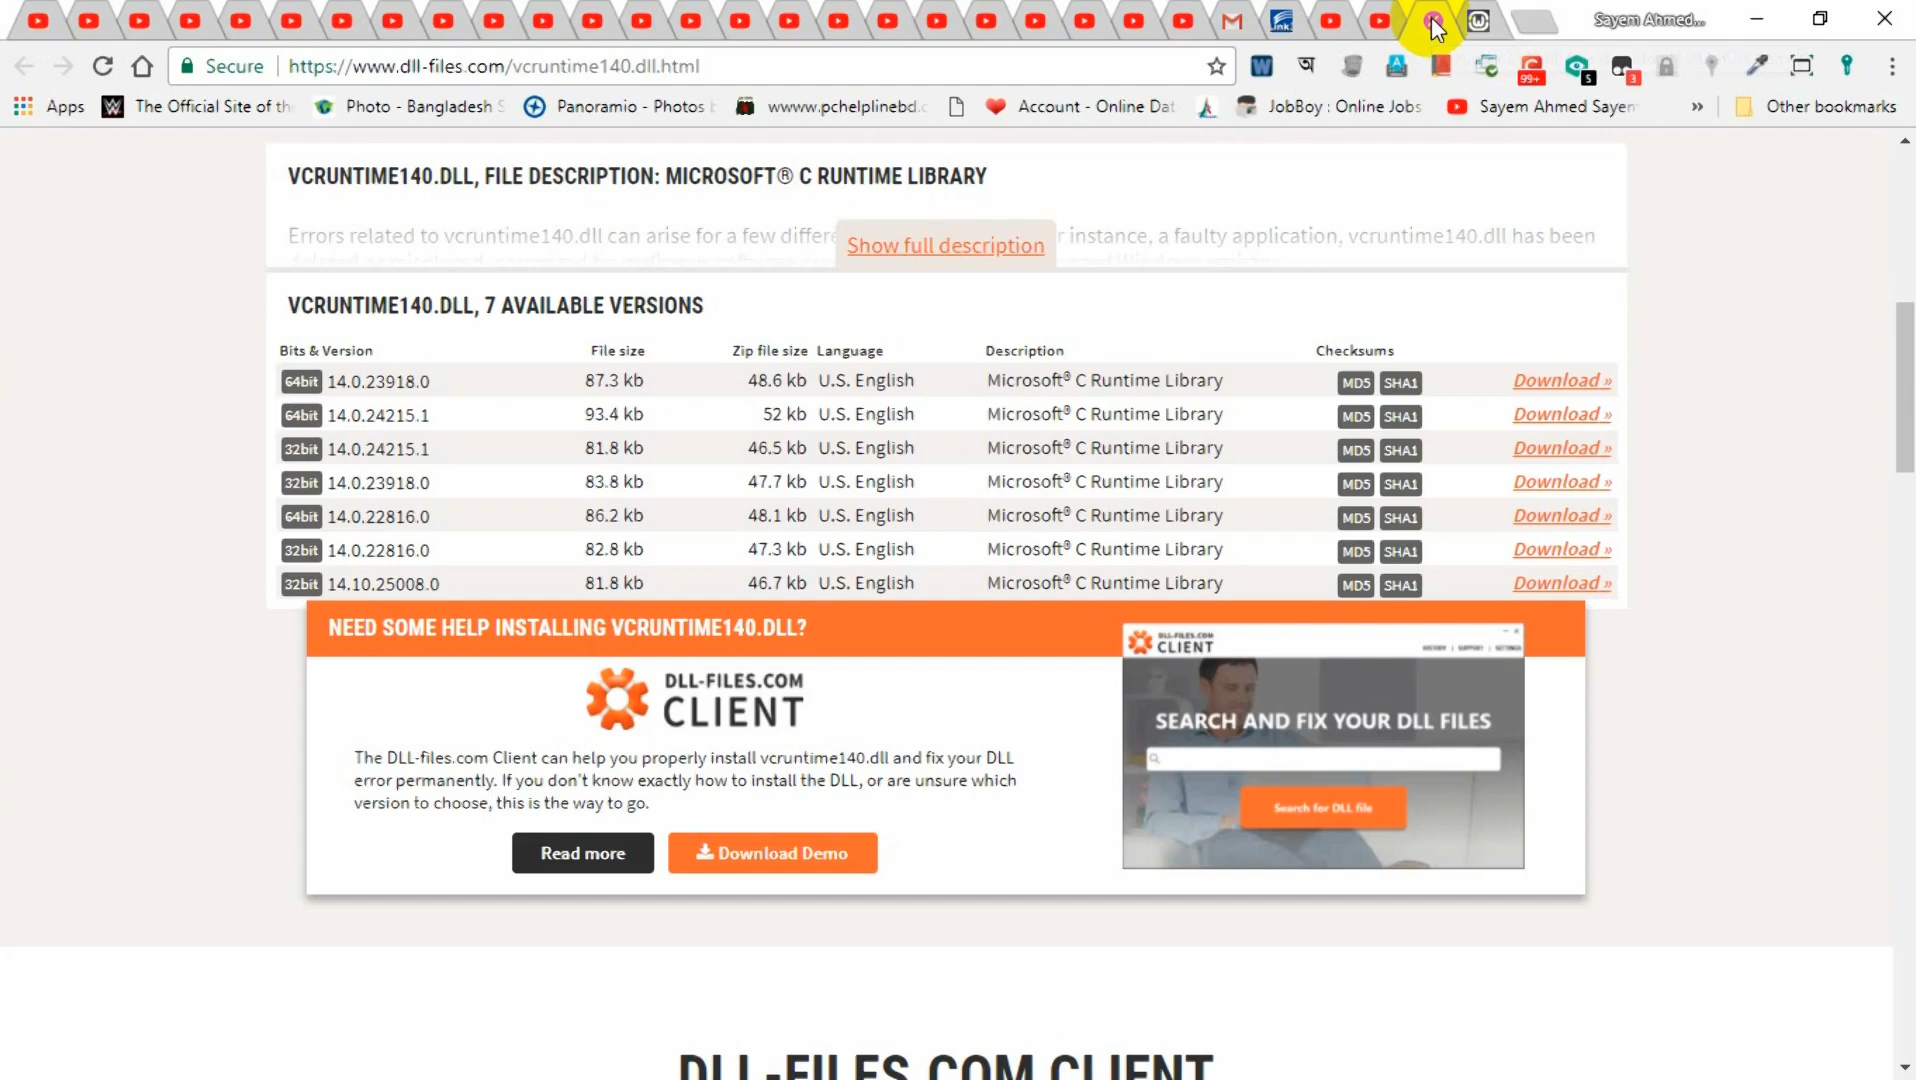 Sayem Ahmed...
Secure https://www.dll-files.com/vcruntime140.dll.html
99+ 5 3
Apps The Official Site of th Photo - Bangladesh S Panoramio - Photos b wwww.pchelplinebd. Account - Online Dat JobBoy : Online Jobs Sayem Ahmed Sayem » Other bookmarks
VCRUNTIME140.DLL, FILE DESCRIPTION: MICROSOFT® C RUNTIME LIBRARY
Errors related to vcruntime140.dll can arise for a few differe Show full description r instance, a faulty application, vcruntime140.dll has been
VCRUNTIME140.DLL, 7 AVAILABLE VERSIONS
Bits & Version File size Zip file size Language Description Checksums
64bit 14.0.23918.0 87.3 kb 48.6 kb U.S. English Microsoft® C Runtime Library MD5 SHA1 Download »
64bit 14.0.24215.1 93.4 kb 52 kb U.S. English Microsoft® C Runtime Library MD5 SHA1 Download »
32bit 14.0.24215.1 81.8 kb 46.5 kb U.S. English Microsoft® C Runtime Library MD5 SHA1 Download »
32bit 14.0.23918.0 83.8 kb 47.7 kb U.S. English Microsoft® C Runtime Library MD5 SHA1 Download »
64bit 14.0.22816.0 86.2 kb 48.1 kb U.S. English Microsoft® C Runtime Library MD5 SHA1 Download »
32bit 14.0.22816.0 82.8 kb 47.3 kb U.S. English Microsoft® C Runtime Library MD5 SHA1 Download »
32bit 14.10.25008.0 81.8 kb 46.7 kb U.S. English Microsoft® C Runtime Library MD5 SHA1 Download »
NEED SOME HELP INSTALLING VCRUNTIME140.DLL?
DLL-FILES.COM
CLIENT
The DLL-files.com Client can help you properly install vcruntime140.dll and fix your DLL
error permanently. If you don't know exactly how to install the DLL, or are unsure which
version to choose, this is the way to go.
Read more Download Demo
DLL-FILES.COM
CLIENT
HISTORY | SUPPORT | SETTINGS
SEARCH AND FIX YOUR DLL FILES
Search for DLL file
DLL-FILES.COM CLIENT